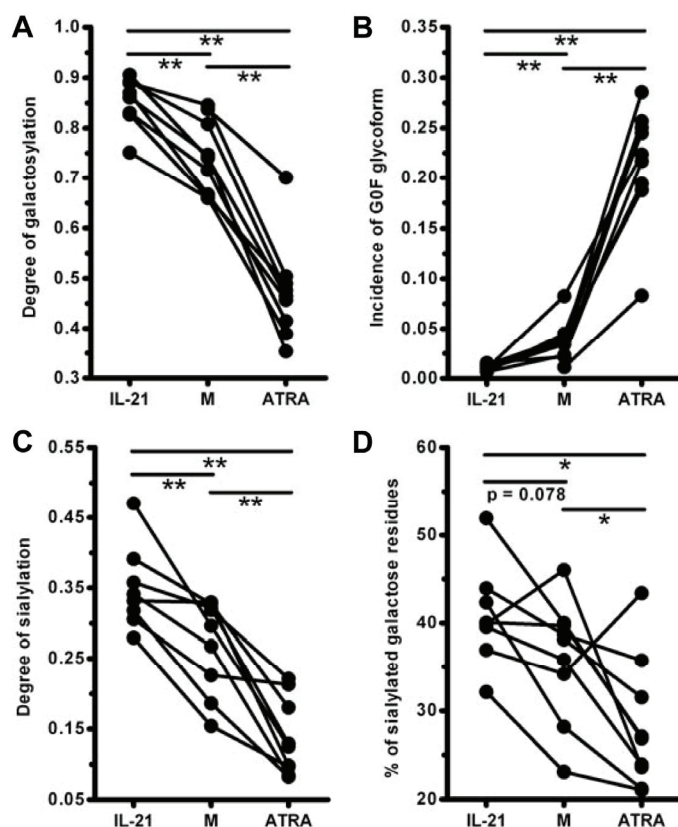 A
Degree of galactosylation
1.0
0.9
0.8
0.7
0.6
0.5
0.4
0.3
**
**
**
IL-21 M ATRA
B
Incidence of G0F glycoform
0.35
0.30
0.25
0.20
0.15
0.10
0.05
0.00
**
**
**
IL-21 M ATRA
C
Degree of sialylation
0.55
0.45
0.35
0.25
0.15
0.05
**
**
**
IL-21 M ATRA
D
% of sialylated galactose residues
60
50
40
30
20
*
p = 0.078
*
IL-21 M ATRA